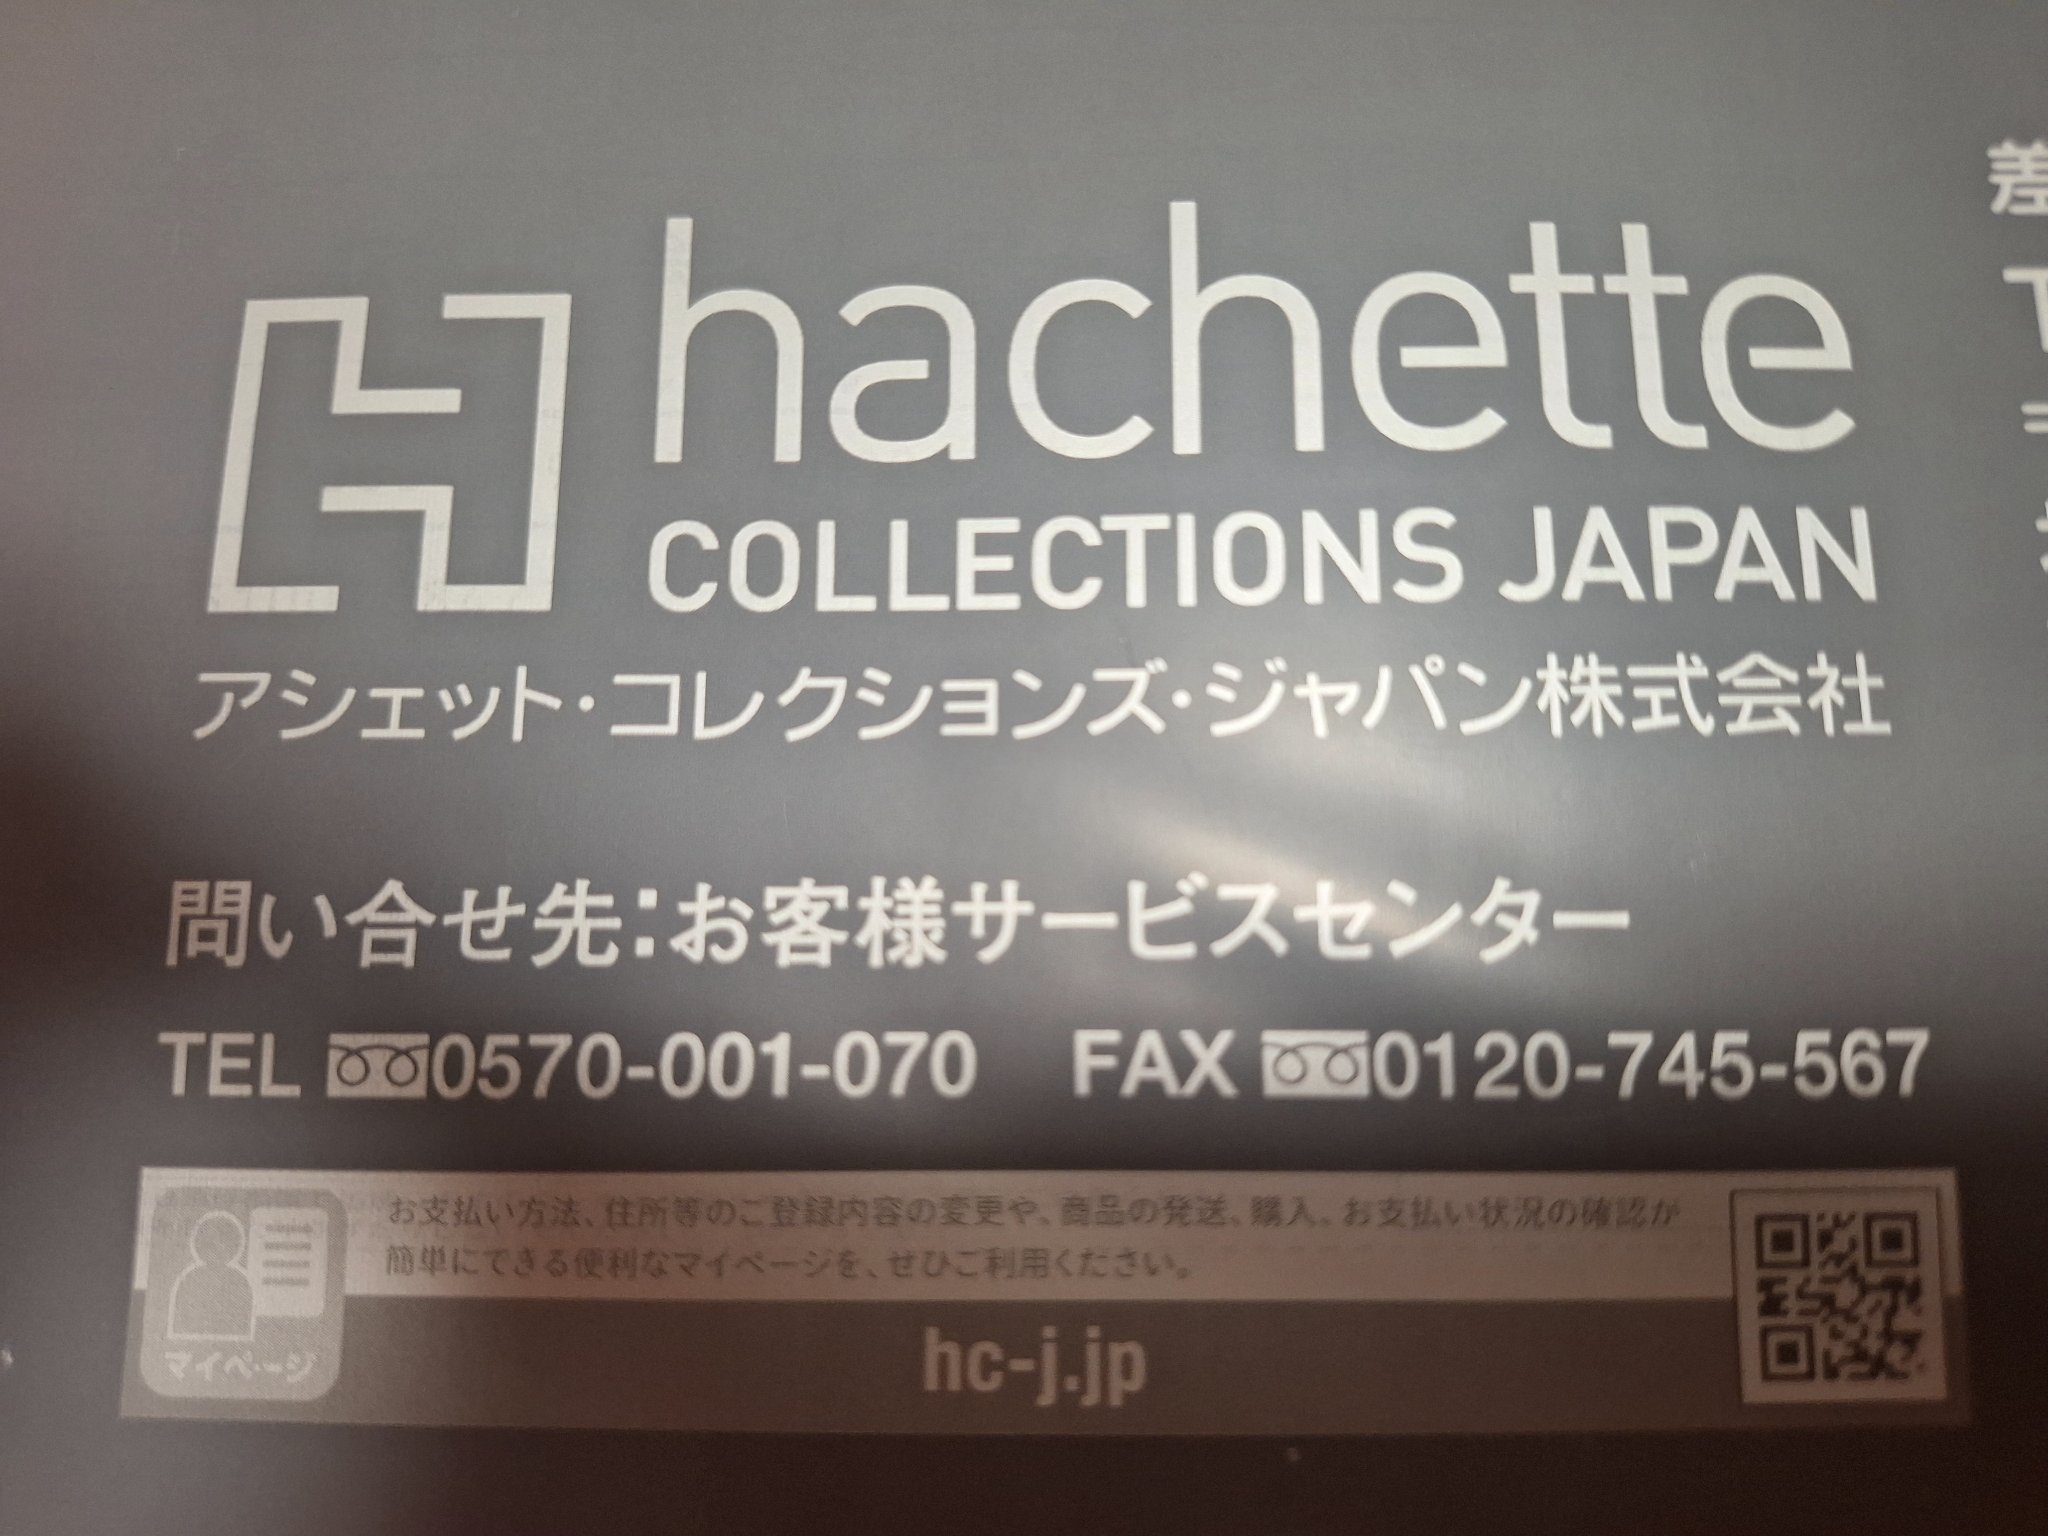 hachette
COLLECTIONS JAPAN
アシェット・コレクションズ・ジャパン株式会社
問い合せ先：お客様サービスセンター
TEL 0570-001-070 FAX 0120-745-567
お支払い方法、住所等のご登録内容の変更や、商品の発送、購入、お支払い状況の確認が
簡単にできる便利なマイページを、ぜひご利用ください。
マイページ
hc-j.jp
差